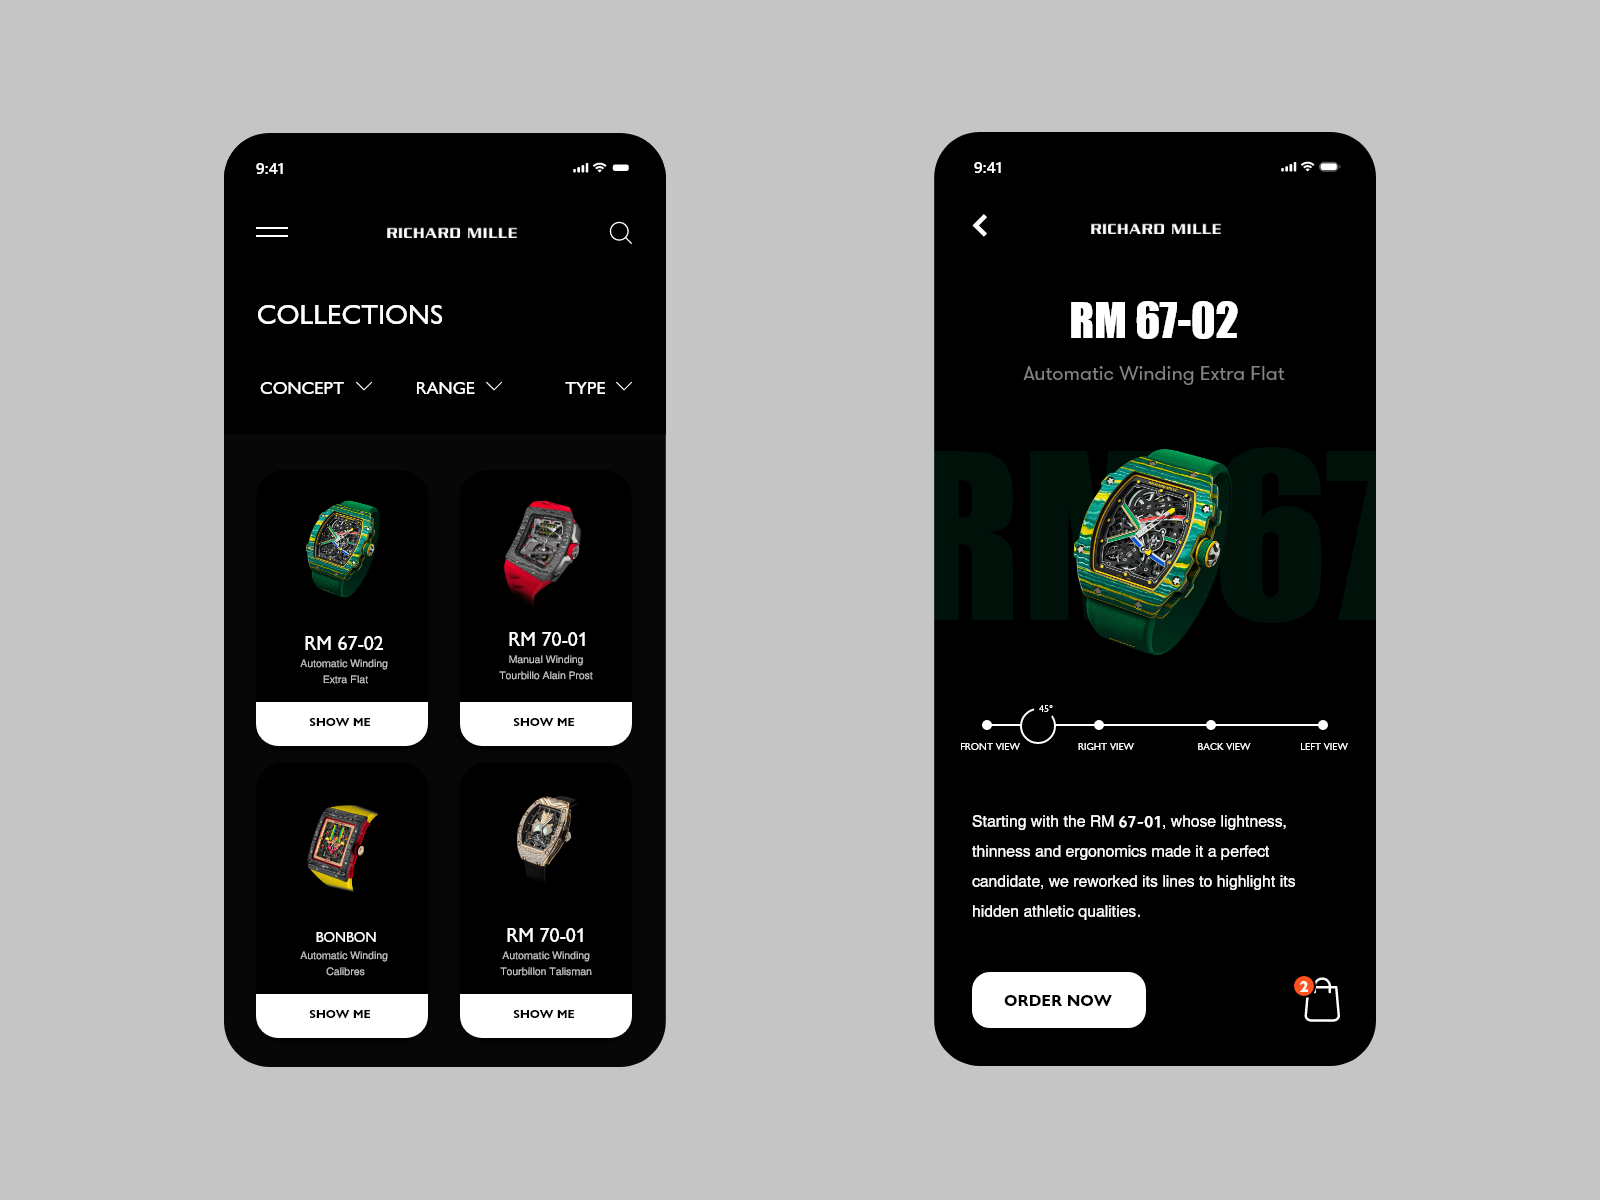 9:41
RICHARD MILLE
COLLECTIONS
CONCEPT RANGE TYPE
RM 67-02
Automatic Winding
Extra Flat
SHOW ME
RM 70-01
Manual Winding
Tourbillo Alain Prost
SHOW ME
BONBON
Automatic Winding
Calibres
SHOW ME
RM 70-01
Automatic Winding
Tourbillon Talisman
SHOW ME
9:41
RICHARD MILLE
RM 67-02
Automatic Winding Extra Flat
RM 67
45°
FRONT VIEW RIGHT VIEW BACK VIEW LEFT VIEW
Starting with the RM 67-01, whose lightness,
thinness and ergonomics made it a perfect
candidate, we reworked its lines to highlight its
hidden athletic qualities.
ORDER NOW
2